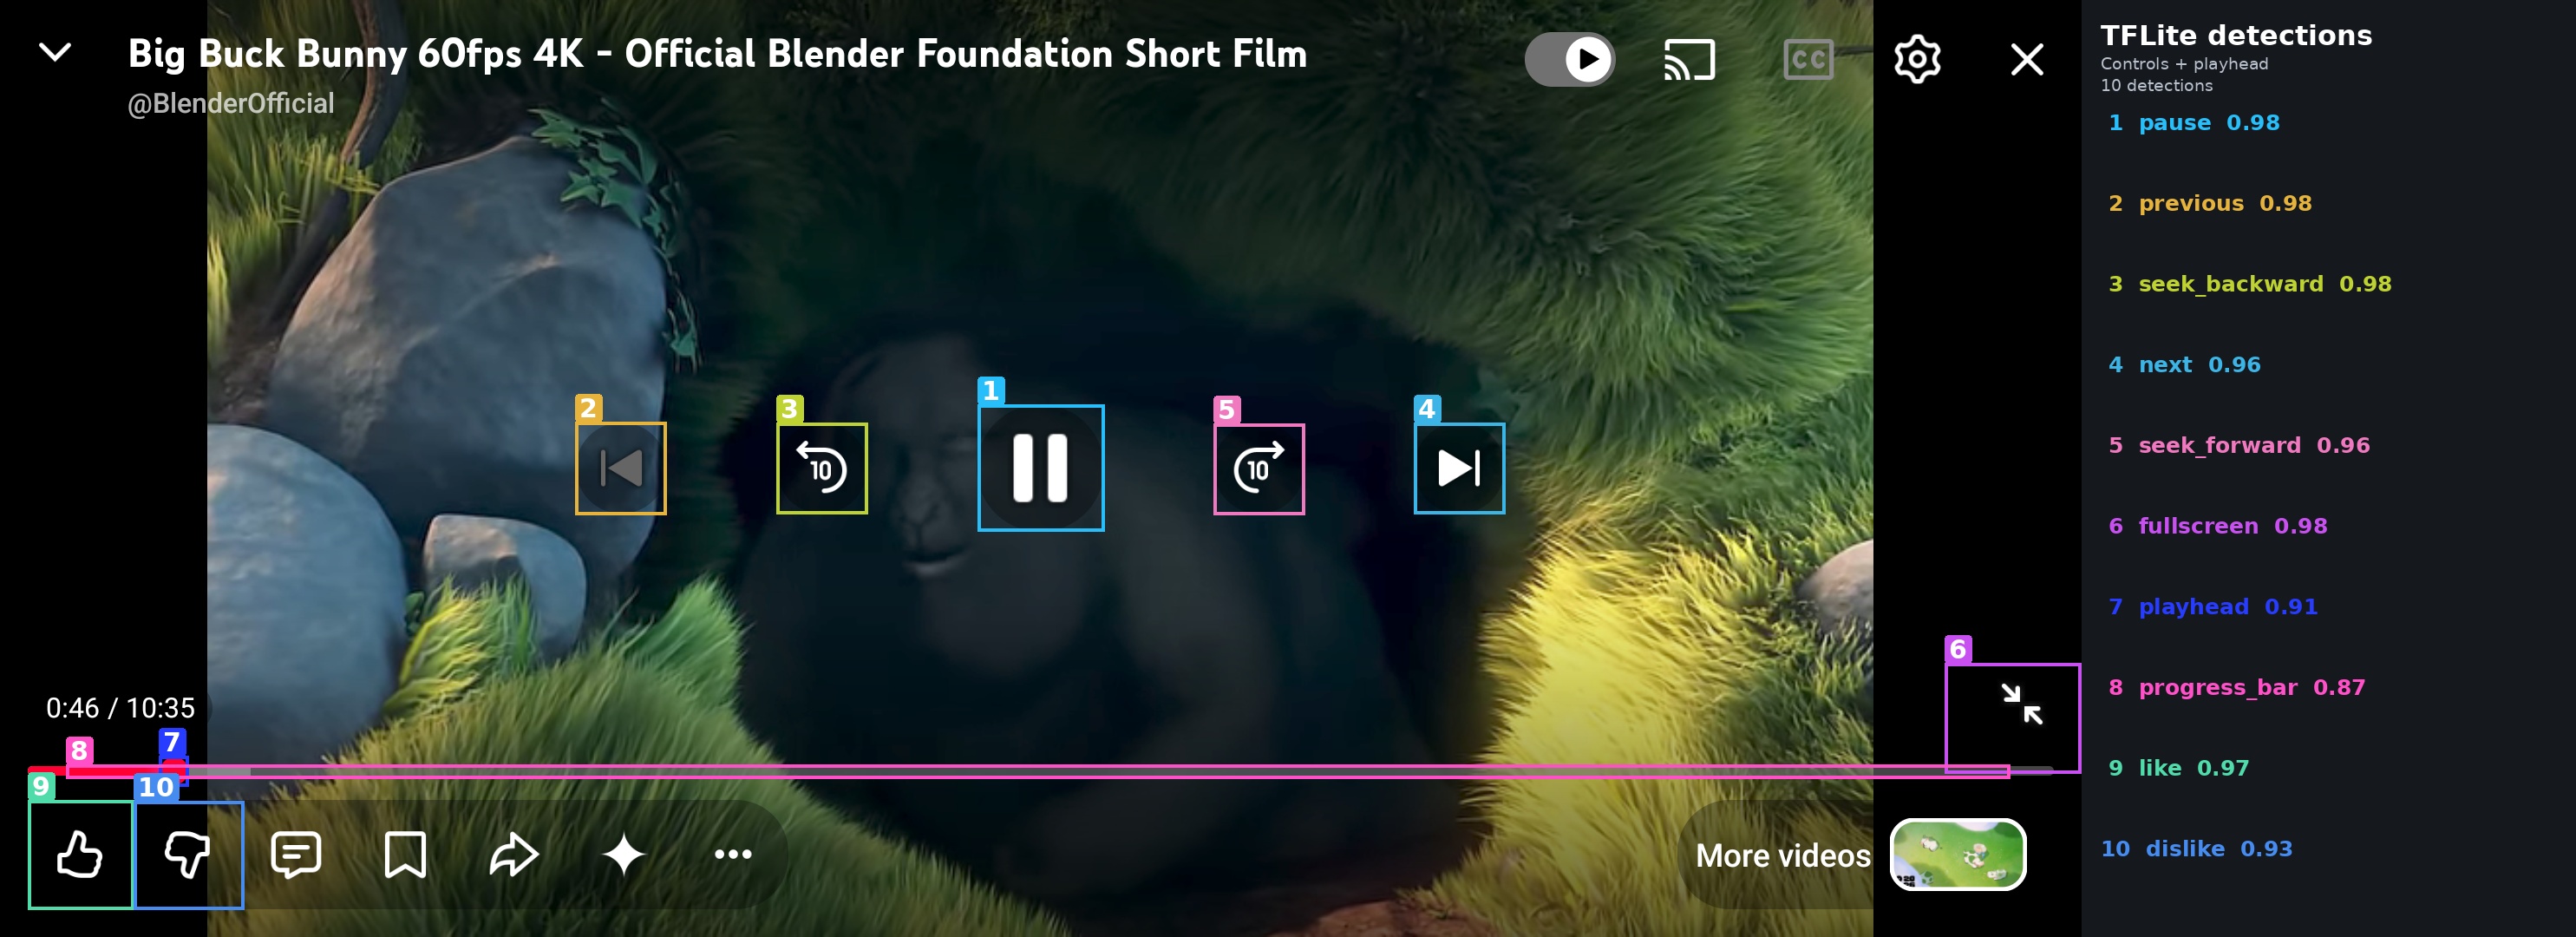 Big Buck Bunny 60fps 4K - Official Blender Foundation Short Film
@BlenderOfficial
CC
2
3
10
1
5
10
4
6
0:46 / 10:35
8
7
9
10
More videos
TFLite detections
Controls + playhead
10 detections
1 pause 0.98
2 previous 0.98
3 seek_backward 0.98
4 next 0.96
5 seek_forward 0.96
6 fullscreen 0.98
7 playhead 0.91
8 progress_bar 0.87
9 like 0.97
10 dislike 0.93